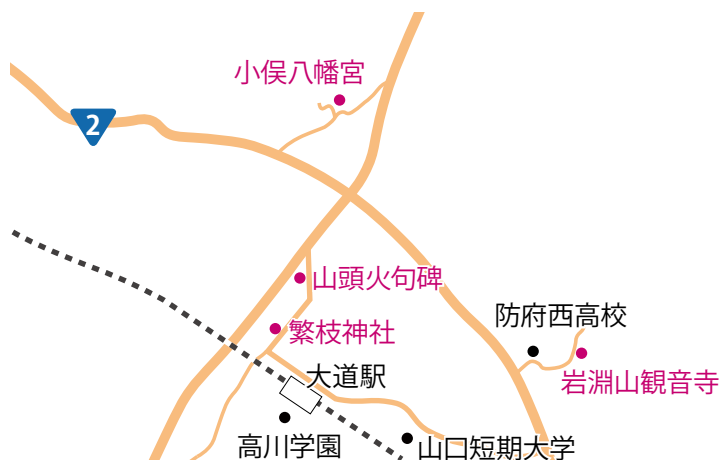 小俣八幡宮
2
山頭火句碑
防府西高校
繁枝神社
大道駅
岩淵山観音寺
高川学園
山口短期大学